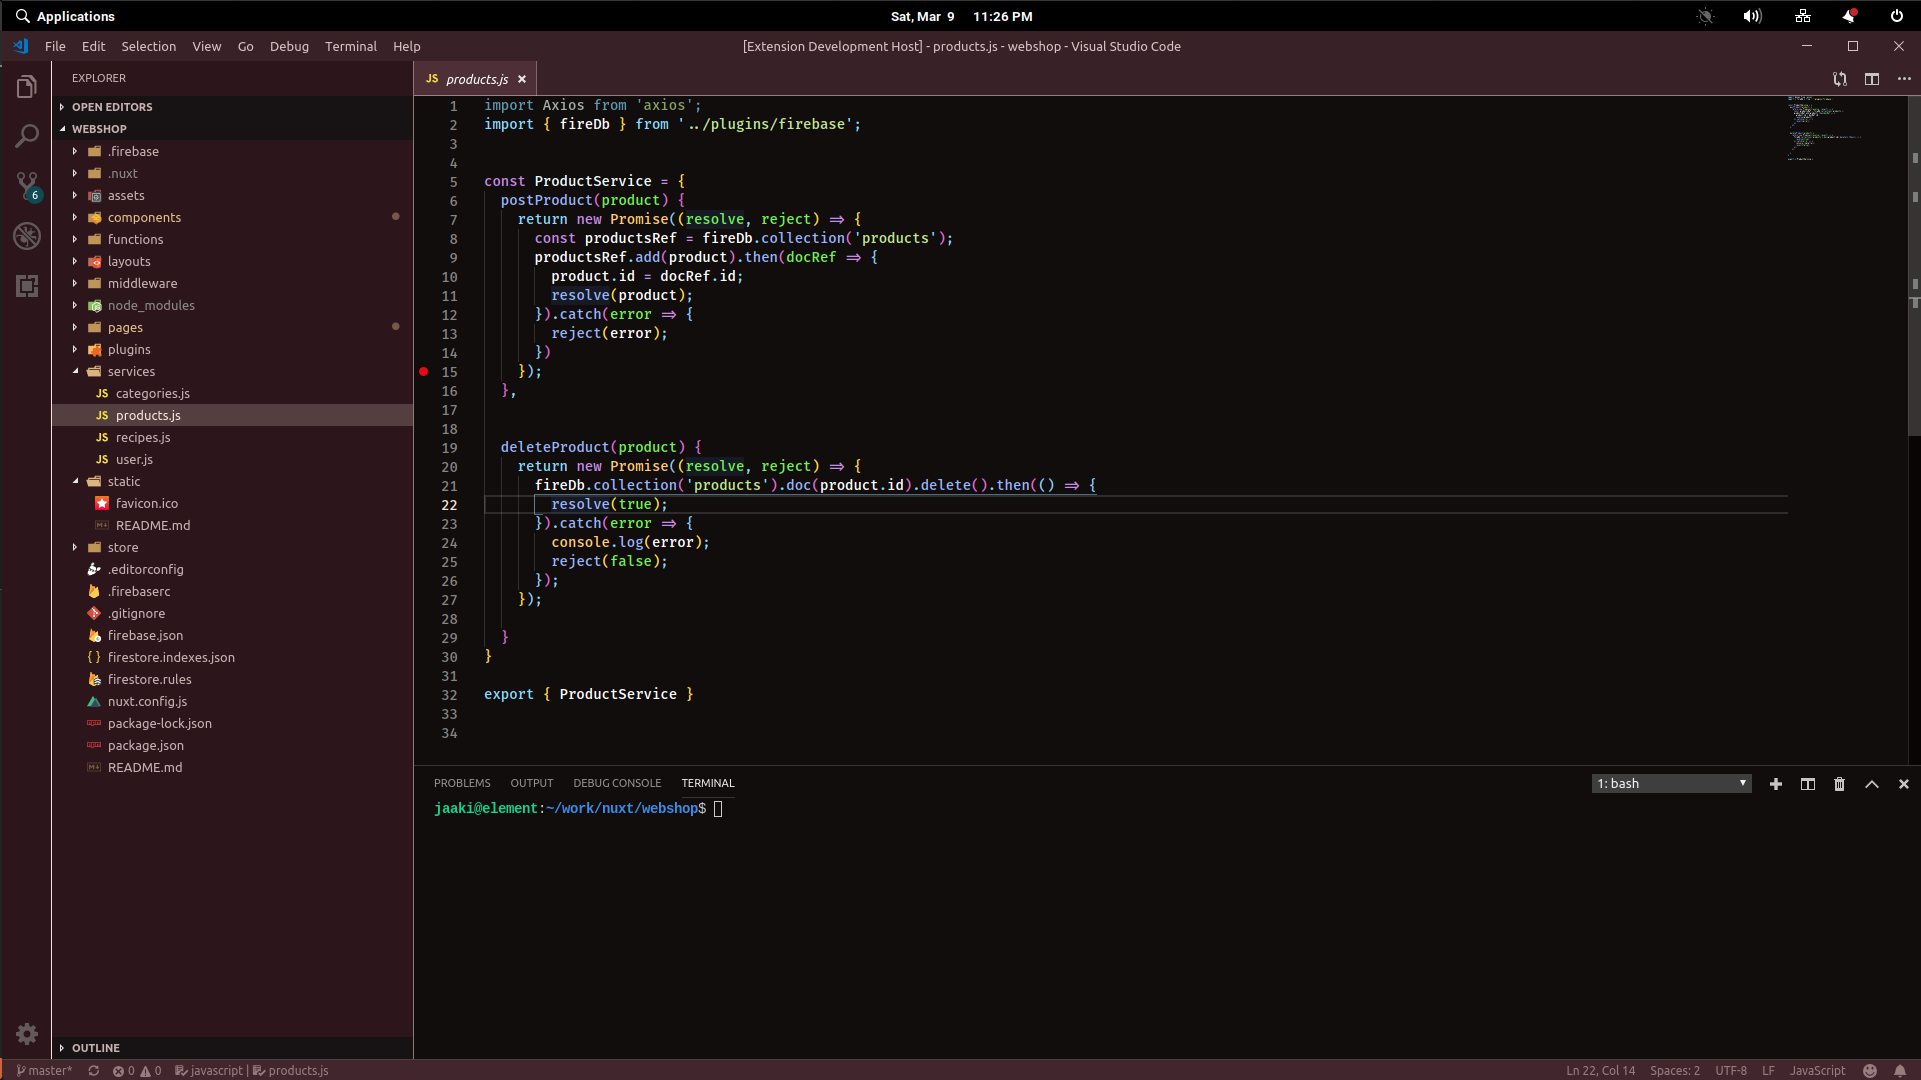 Applications
Sat, Mar 9 11:26 PM
File Edit Selection View Go Debug Terminal Help
[Extension Development Host] - products.js - webshop - Visual Studio Code
EXPLORER
OPEN EDITORS
WEBSHOP
.firebase
.nuxt
assets
components
functions
layouts
middleware
node_modules
pages
plugins
services
JS categories.js
JS products.js
JS recipes.js
JS user.js
static
favicon.ico
README.md
store
.editorconfig
.firebaserc
.gitignore
firebase.json
{ } firestore.indexes.json
firestore.rules
nuxt.config.js
package-lock.json
package.json
README.md
OUTLINE
6
JS products.js ×
1 import Axios from 'axios';
2 import { fireDb } from '../plugins/firebase';
3
4
5 const ProductService = {
6 postProduct(product) {
7 return new Promise((resolve, reject) => {
8 const productsRef = fireDb.collection('products');
9 productsRef.add(product).then(docRef => {
10 product.id = docRef.id;
11 resolve(product);
12 }).catch(error => {
13 reject(error);
14 })
15 });
16 },
17
18
19 deleteProduct(product) {
20 return new Promise((resolve, reject) => {
21 fireDb.collection('products').doc(product.id).delete().then(() => {
22 resolve(true);
23 }).catch(error => {
24 console.log(error);
25 reject(false);
26 });
27 });
28
29 }
30 }
31
32 export { ProductService }
33
34
PROBLEMS OUTPUT DEBUG CONSOLE TERMINAL
1: bash
jaaki@element:~/work/nuxt/webshop$
master* 0 0 javascript | products.js
Ln 22, Col 14 Spaces: 2 UTF-8 LF JavaScript